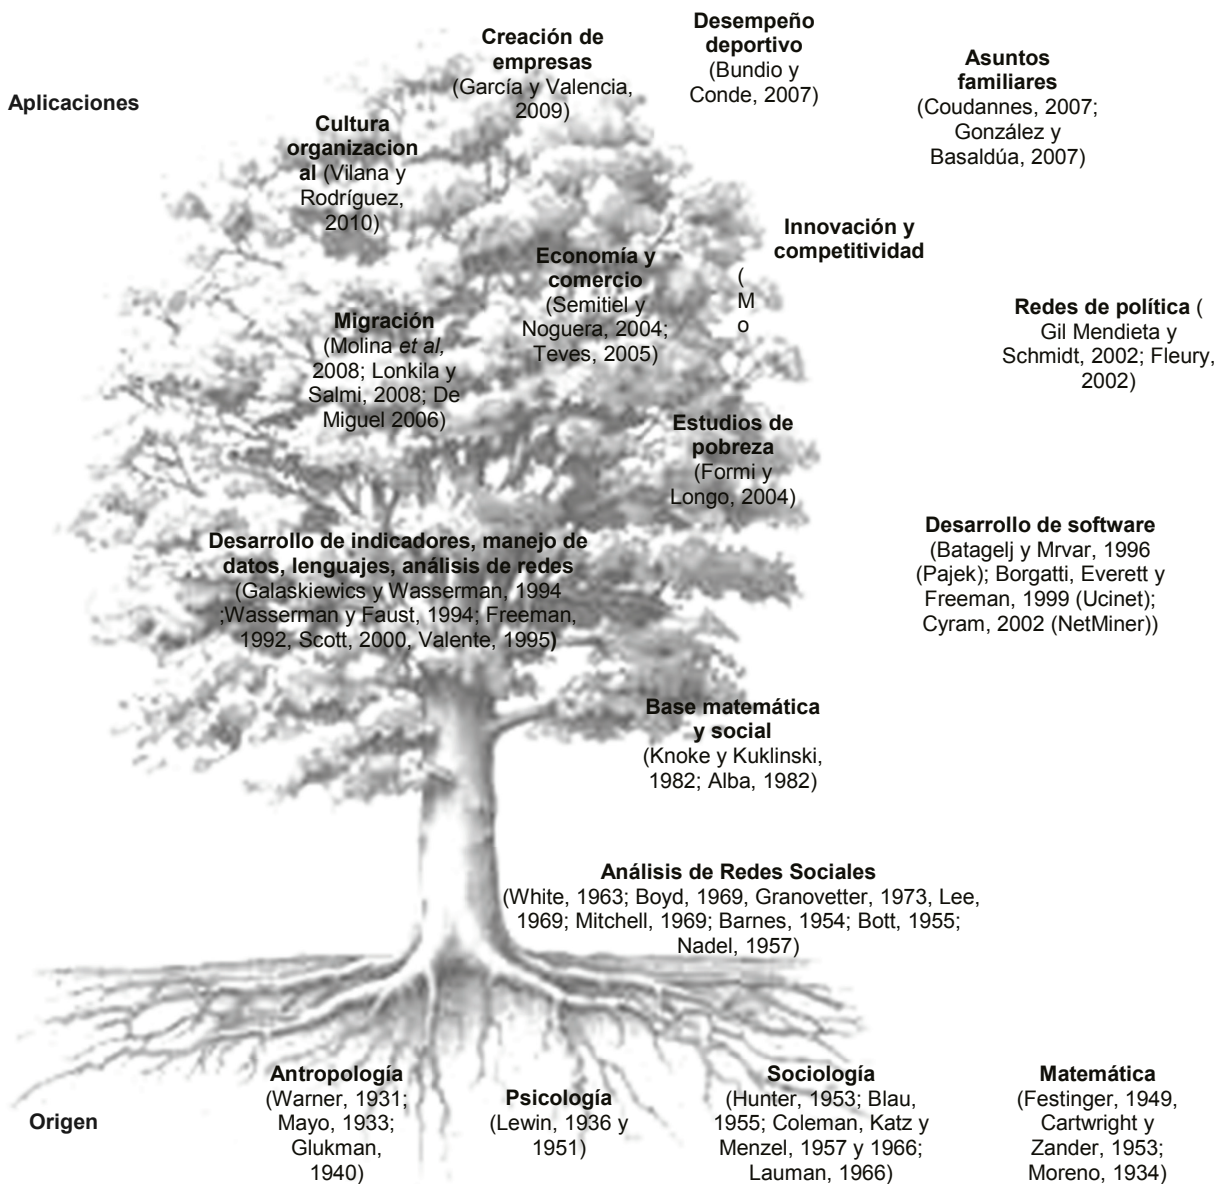 Aplicaciones
Creación de
empresas
(García y Valencia,
2009)
Desempeño
deportivo
(Bundio y
Conde, 2007)
Asuntos
familiares
(Coudannes, 2007;
González y
Basaldúa, 2007)
Cultura
organizacion
al (Vilana y
Rodríguez,
2010)
Innovación y
competitividad
(
M
o
Economía y
comercio
(Semitiel y
Noguera, 2004;
Teves, 2005)
Redes de política (
Gil Mendieta y
Schmidt, 2002; Fleury,
2002)
Migración
(Molina et al,
2008; Lonkila y
Salmi, 2008; De
Miguel 2006)
Estudios de
pobreza
(Formi y
Longo, 2004)
Desarrollo de indicadores, manejo de
datos, lenguajes, análisis de redes
(Galaskiewics y Wasserman, 1994
;Wasserman y Faust, 1994; Freeman,
1992, Scott, 2000, Valente, 1995)
Desarrollo de software
(Batagelj y Mrvar, 1996
(Pajek); Borgatti, Everett y
Freeman, 1999 (Ucinet);
Cyram, 2002 (NetMiner))
Base matemática
y social
(Knoke y Kuklinski,
1982; Alba, 1982)
Análisis de Redes Sociales
(White, 1963; Boyd, 1969, Granovetter, 1973, Lee,
1969; Mitchell, 1969; Barnes, 1954; Bott, 1955;
Nadel, 1957)
Origen
Antropología
(Warner, 1931;
Mayo, 1933;
Glukman,
1940)
Psicología
(Lewin, 1936 y
1951)
Sociología
(Hunter, 1953; Blau,
1955; Coleman, Katz y
Menzel, 1957 y 1966;
Lauman, 1966)
Matemática
(Festinger, 1949,
Cartwright y
Zander, 1953;
Moreno, 1934)